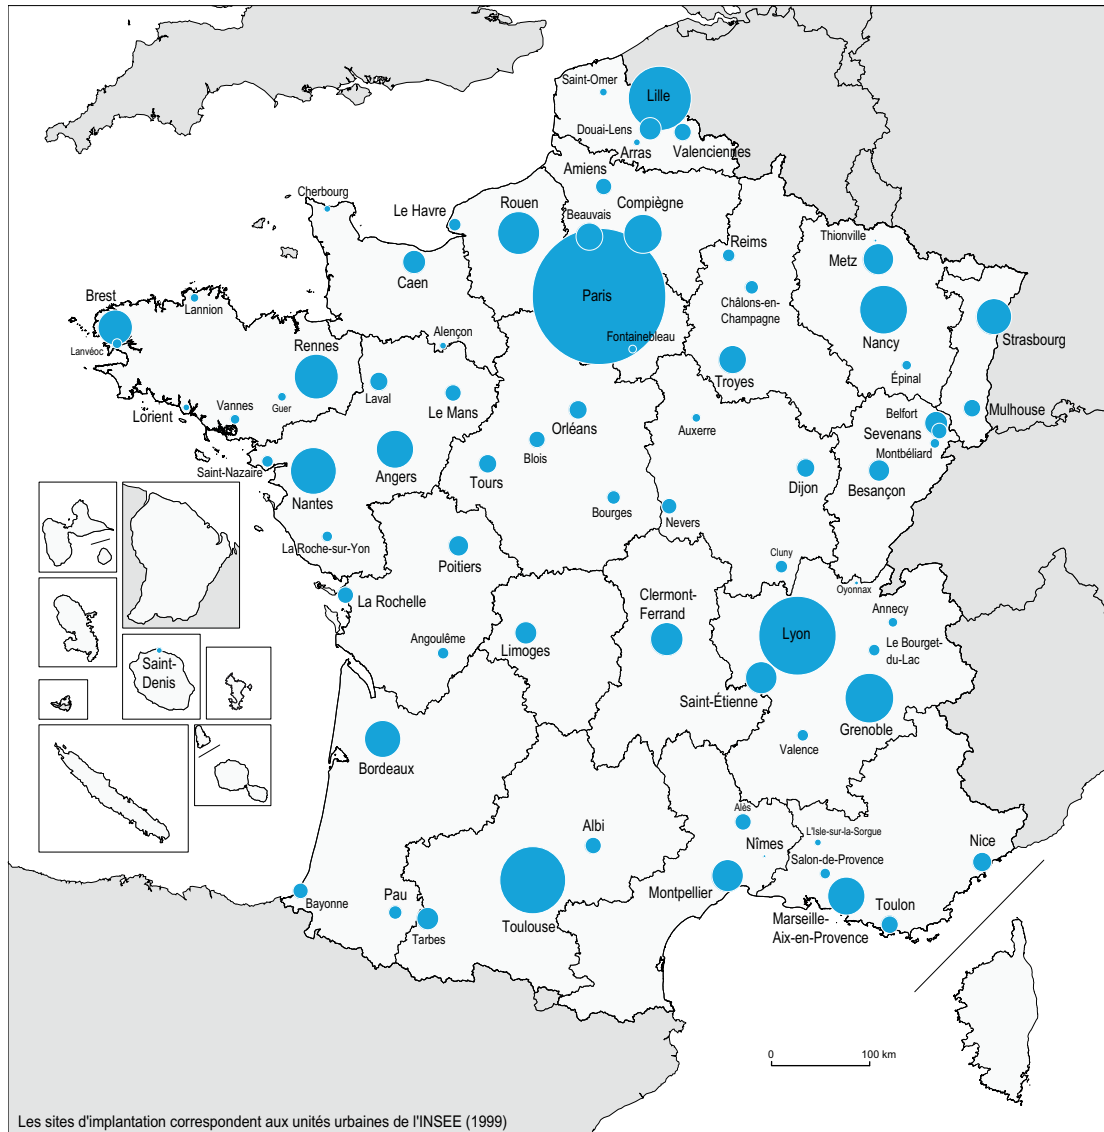 Saint-Omer
Lille
Douai-Lens
Arras
Valenciennes
Amiens
Cherbourg
Le Havre
Rouen
Beauvais
Compiègne
Reims
Thionville
Metz
Caen
Paris
Châlons-en-
Champagne
Brest
Lannion
Lanvéoc
Alençon
Fontainebleau
Nancy
Strasbourg
Rennes
Troyes
Épinal
Laval
Le Mans
Guer
Vannes
Lorient
Orléans
Auxerre
Belfort
Mulhouse
Sevenans
Montbéliard
Blois
Saint-Nazaire
Angers
Tours
Dijon
Besançon
Nantes
Bourges
Nevers
La Roche-sur-Yon
Poitiers
Cluny
Oyonnax
La Rochelle
Clermont-
Ferrand
Annecy
Lyon
Angoulême
Limoges
Le Bourget-
du-Lac
Saint-
Denis
Saint-Étienne
Grenoble
Valence
Bordeaux
Alès
Albi
Nîmes
L'Isle-sur-la-Sorgue
Salon-de-Provence
Nice
Montpellier
Bayonne
Pau
Tarbes
Toulouse
Marseille-
Aix-en-Provence
Toulon
0 100 km
Les sites d'implantation correspondent aux unités urbaines de l'INSEE (1999)